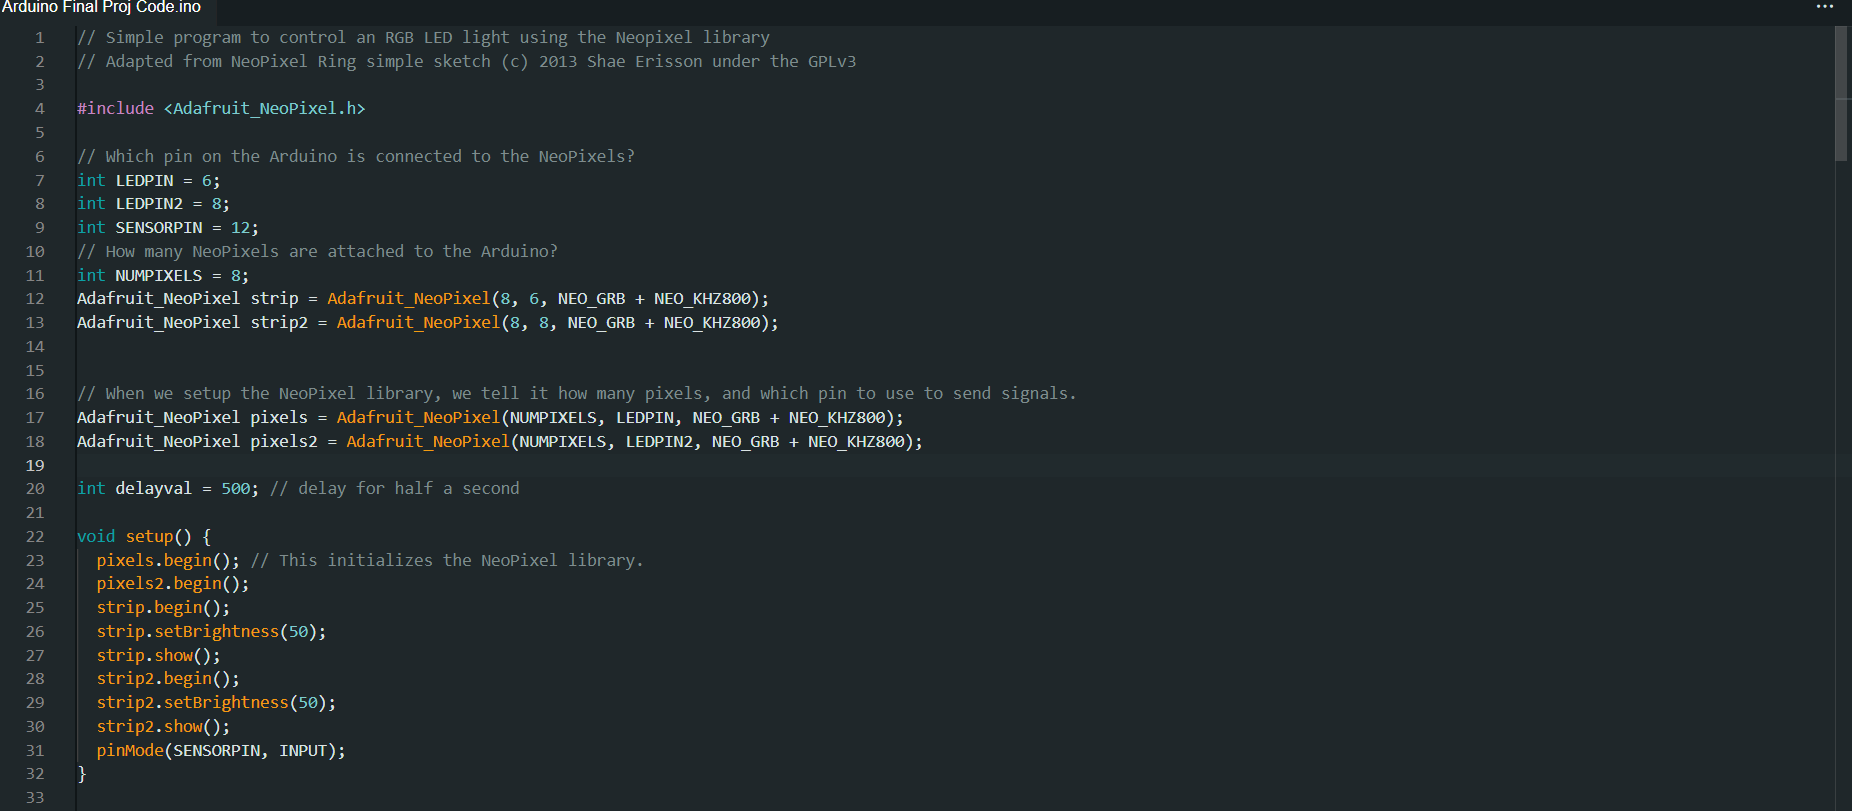 Arduino Final Proj Code.ino
1 // Simple program to control an RGB LED light using the Neopixel library
2 // Adapted from NeoPixel Ring simple sketch (c) 2013 Shae Erisson under the GPLv3
3
4 #include <Adafruit_NeoPixel.h>
5
6 // Which pin on the Arduino is connected to the NeoPixels?
7 int LEDPIN = 6;
8 int LEDPIN2 = 8;
9 int SENSORPIN = 12;
10 // How many NeoPixels are attached to the Arduino?
11 int NUMPIXELS = 8;
12 Adafruit_NeoPixel strip = Adafruit_NeoPixel(8, 6, NEO_GRB + NEO_KHZ800);
13 Adafruit_NeoPixel strip2 = Adafruit_NeoPixel(8, 8, NEO_GRB + NEO_KHZ800);
14
15
16 // When we setup the NeoPixel library, we tell it how many pixels, and which pin to use to send signals.
17 Adafruit_NeoPixel pixels = Adafruit_NeoPixel(NUMPIXELS, LEDPIN, NEO_GRB + NEO_KHZ800);
18 Adafruit_NeoPixel pixels2 = Adafruit_NeoPixel(NUMPIXELS, LEDPIN2, NEO_GRB + NEO_KHZ800);
19
20 int delayval = 500; // delay for half a second
21
22 void setup() {
23   pixels.begin(); // This initializes the NeoPixel library.
24   pixels2.begin();
25   strip.begin();
26   strip.setBrightness(50);
27   strip.show();
28   strip2.begin();
29   strip2.setBrightness(50);
30   strip2.show();
31   pinMode(SENSORPIN, INPUT);
32 }
33